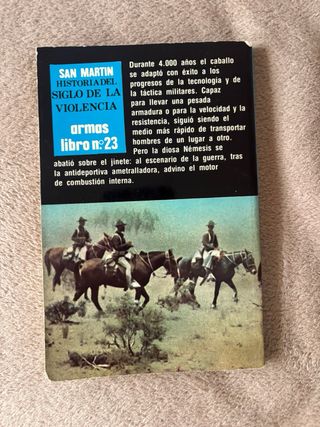 SAN MARTIN
HISTORIA DEL
SIGLO DE LA
VIOLENCIA
armas
libro nº 23
Durante 4.000 años el caballo
se adaptó con éxito a los
progresos de la tecnología y de
la táctica militares. Capaz
para llevar una pesada
armadura o para la velocidad y la
resistencia, siguió siendo el
medio más rápido de transportar
hombres de un lugar a otro.
Pero la diosa Némesis se
abatió sobre el jinete: al escenario de la guerra, tras
la antideportiva ametralladora, advino el motor
de combustión interna.